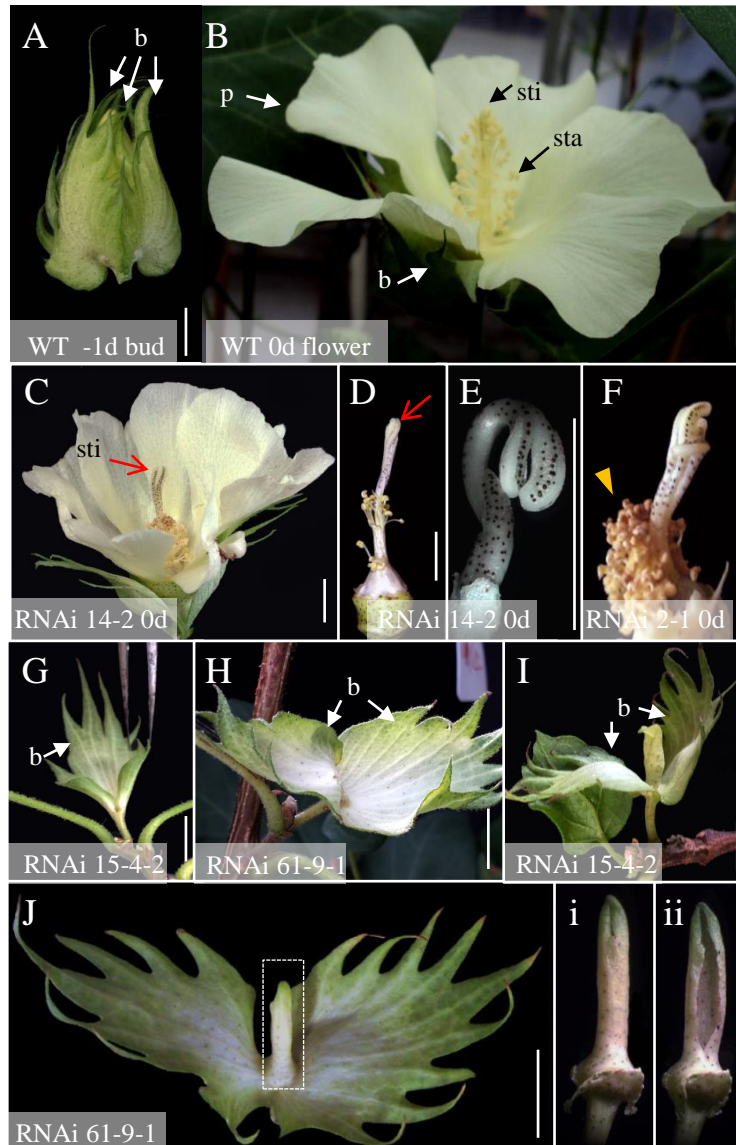 A
b
WT -1d bud
B
p
sti
sta
b
WT 0d flower
C
sti
RNAi 14-2 0d
D
E
RNAi 14-2 0d
F
RNAi 2-1 0d
G
b
RNAi 15-4-2
H
b
RNAi 61-9-1
I
b
RNAi 15-4-2
J
RNAi 61-9-1
i
ii